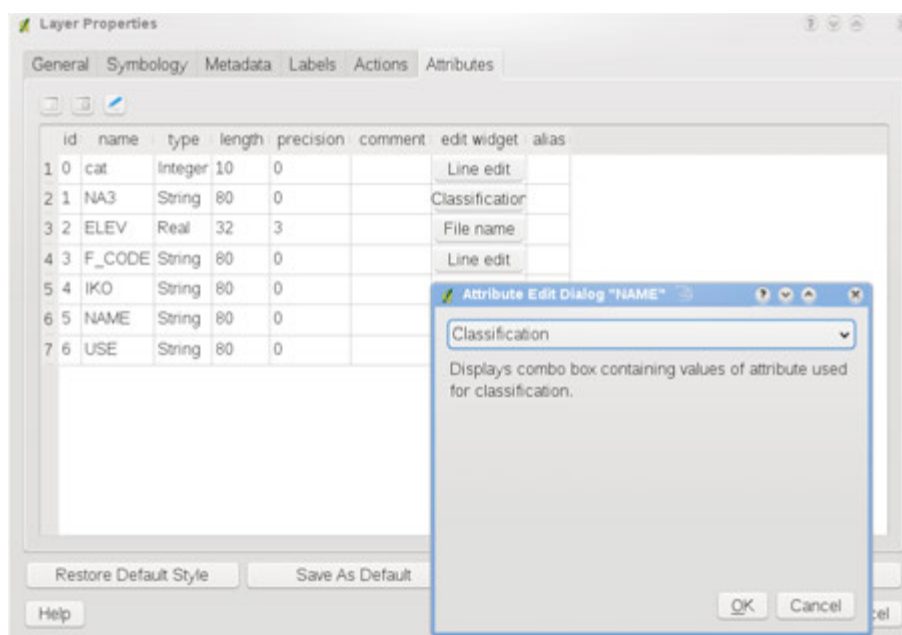 Layer Properties
General Symbology Metadata Labels Actions Attributes
id name type length precision comment edit widget alias
1 0 cat Integer 10 0 Line edit
2 1 NA3 String 80 0 Classification
3 2 ELEV Real 32 3 File name
4 3 F_CODE String 80 0 Line edit
5 4 IKO String 80 0
6 5 NAME String 80 0
7 6 USE String 80 0
Attribute Edit Dialog "NAME"
Classification
Displays combo box containing values of attribute used
for classification.
OK Cancel
Restore Default Style Save As Default
Help cel